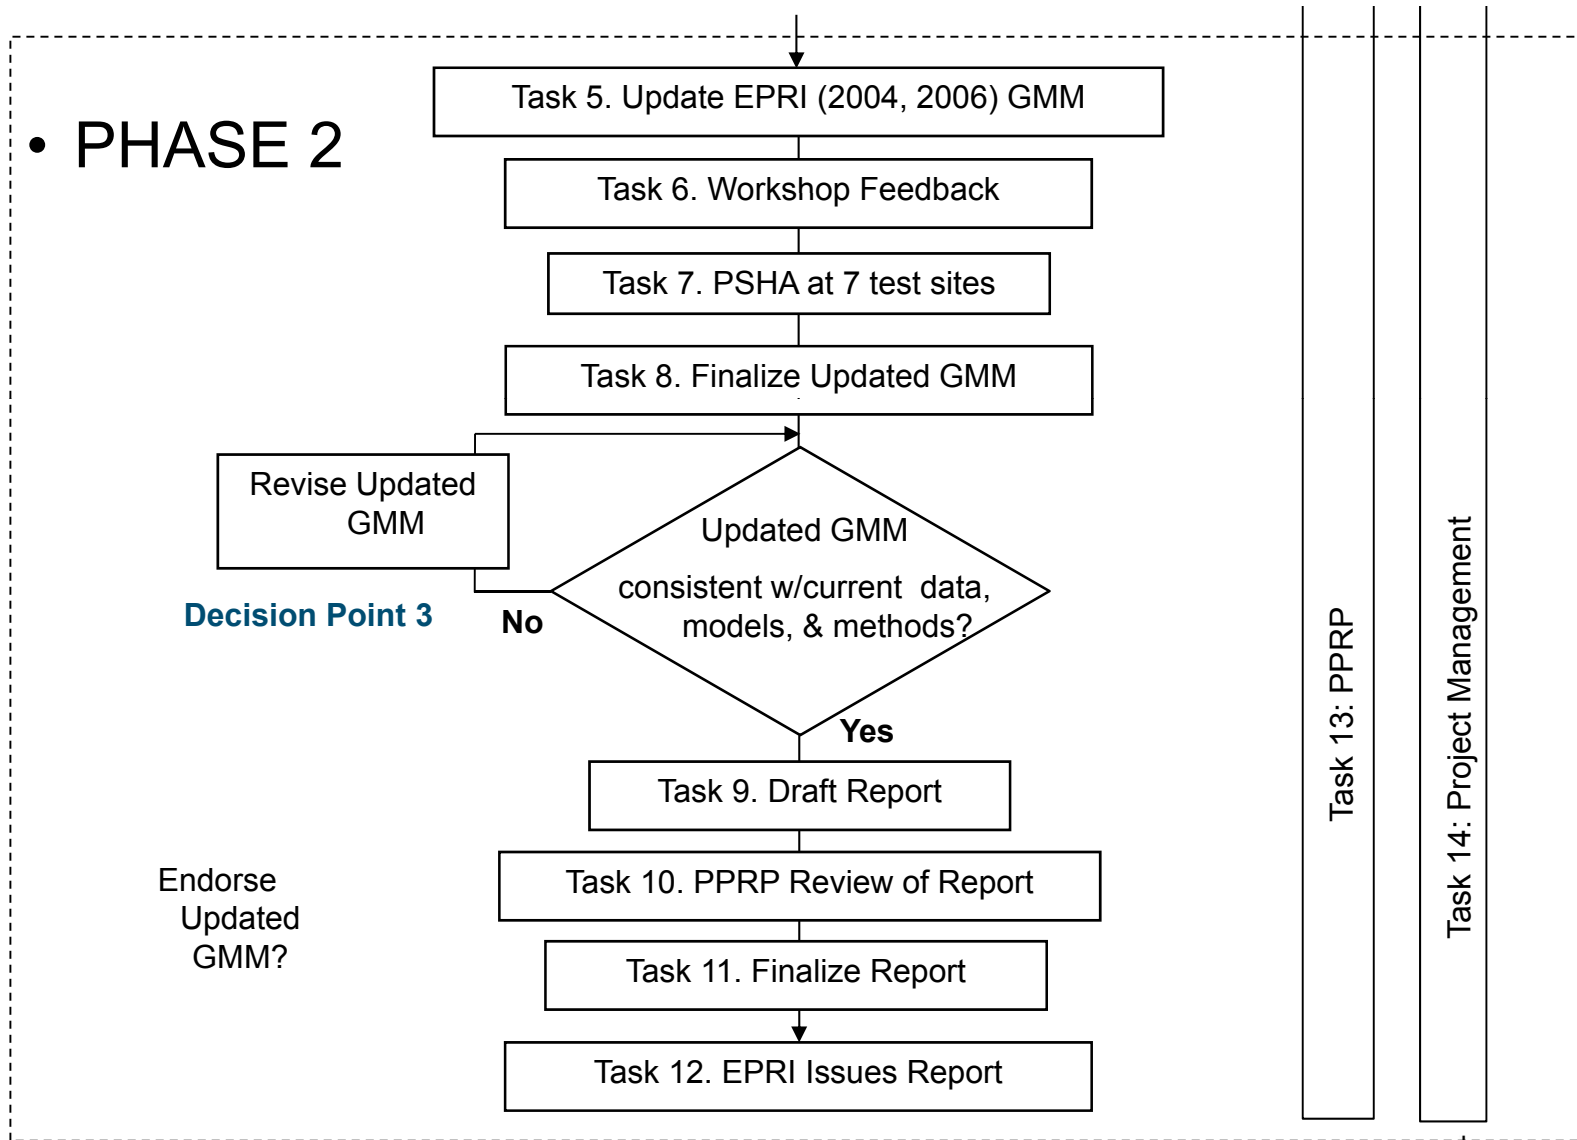 • PHASE 2
Task 5. Update EPRI (2004, 2006) GMM
Task 6. Workshop Feedback
Task 7. PSHA at 7 test sites
Task 8. Finalize Updated GMM
Revise Updated
GMM
Updated GMM
consistent w/current data,
models, & methods?
Decision Point 3
No
Yes
Task 9. Draft Report
Task 10. PPRP Review of Report
Endorse
Updated
GMM?
Task 11. Finalize Report
Task 12. EPRI Issues Report
Task 13: PPRP
Task 14: Project Management